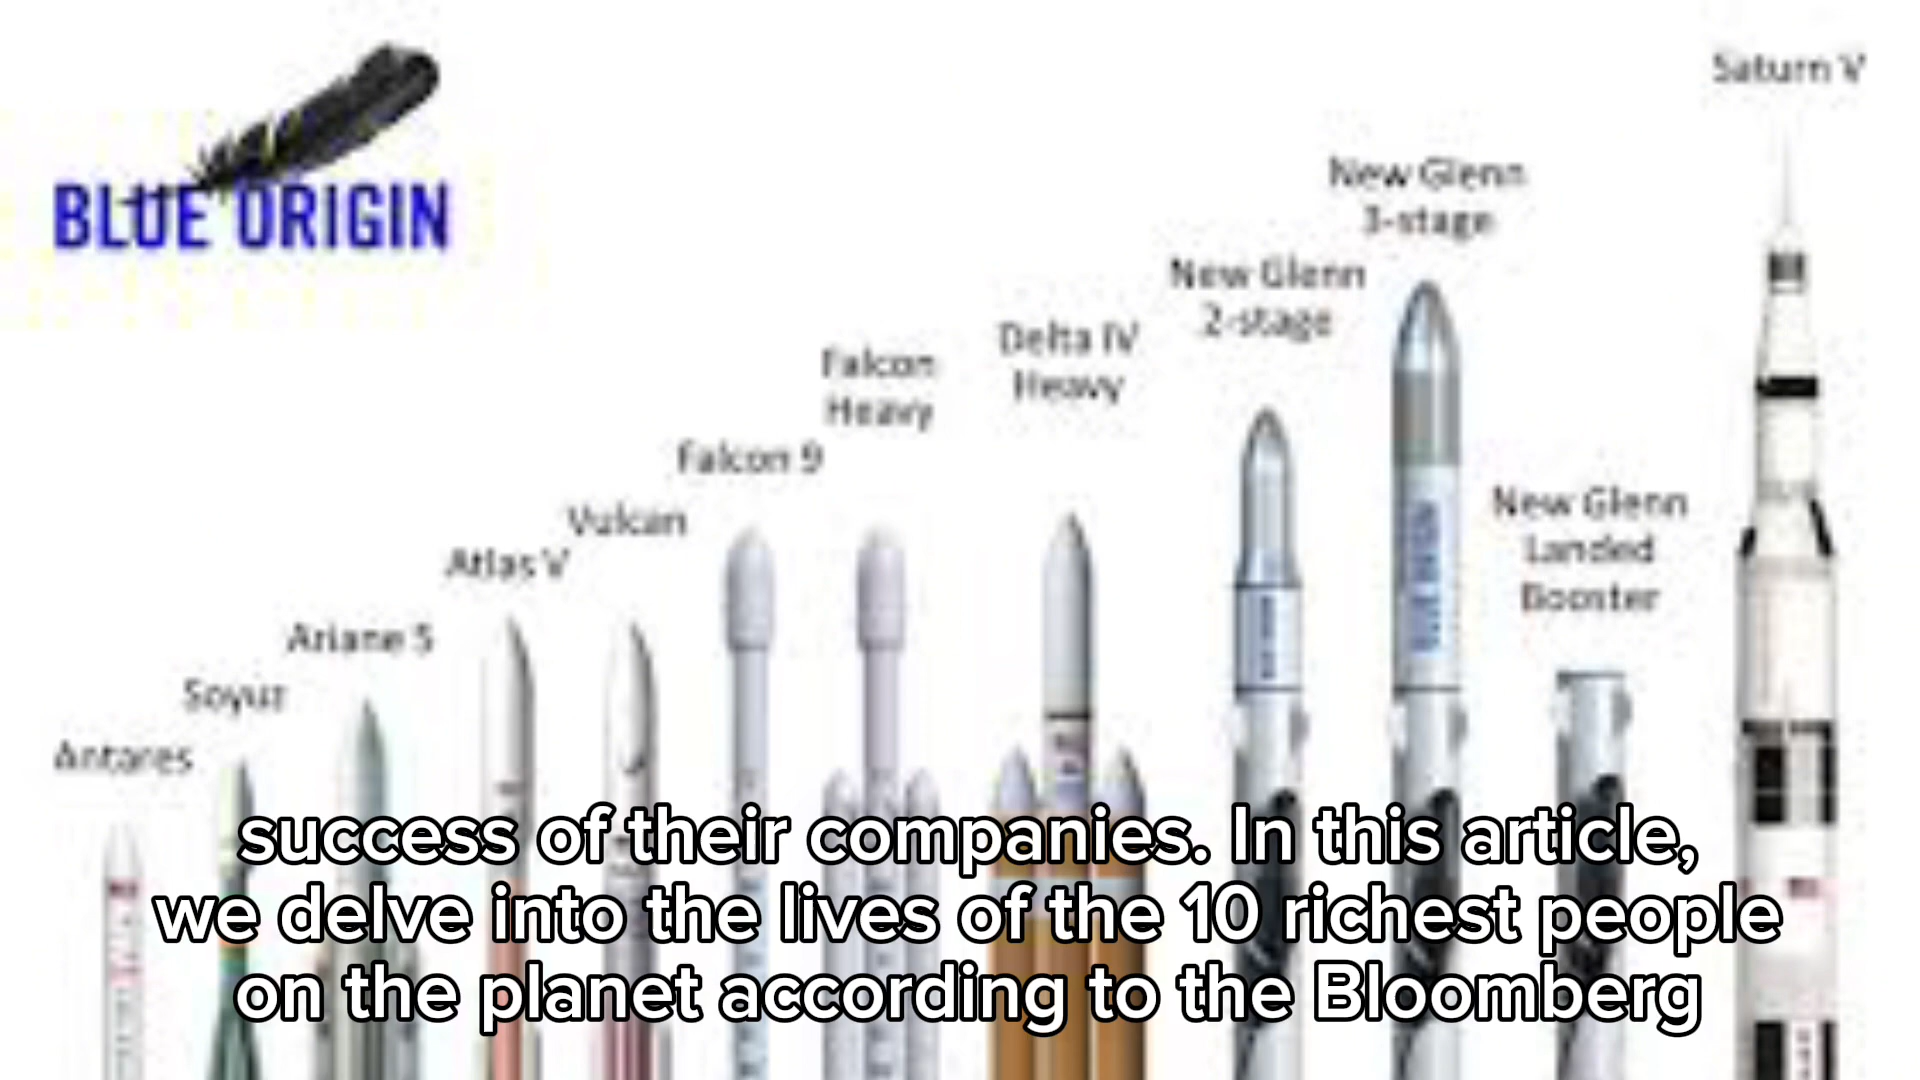 BLUE ORIGIN
Saturn V
New Glenn
3-stage
New Glenn
2-stage
Delta IV
Heavy
Falcon
Heavy
Falcon 9
Vulcan
Atlas V
Ariane 5
Soyuz
Antares
New Glenn
Landed
Booster
success of their companies. In this article,
we delve into the lives of the 10 richest people
on the planet according to the Bloomberg